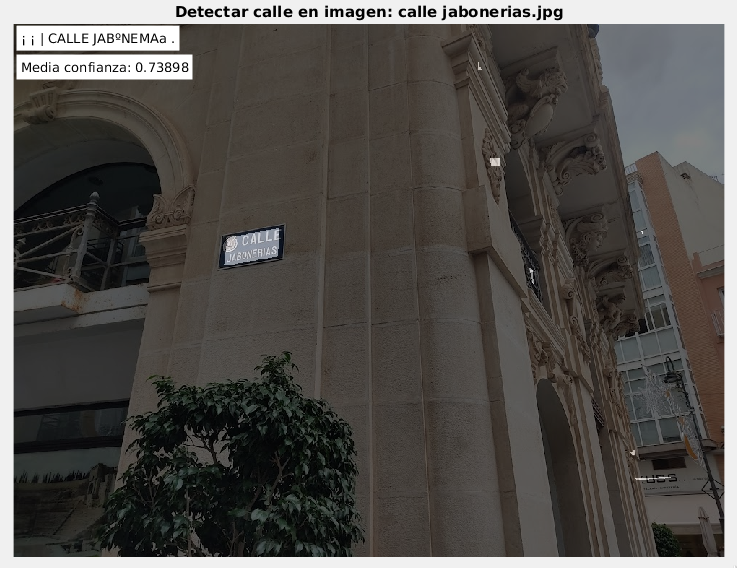 Detectar calle en imagen: calle jabonerias.jpg
¡ ¡ | CALLE JABºNEMAa .
Media confianza: 0.73898
CALLE
JABONERIAS